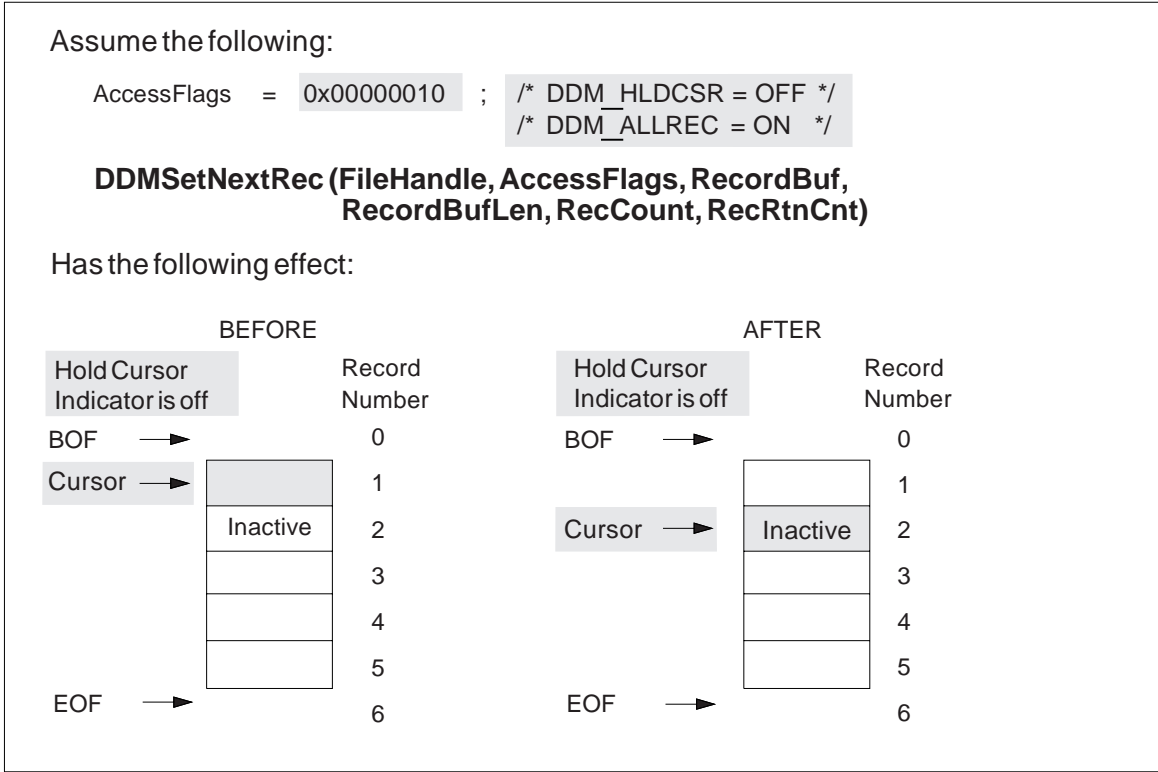 Assume the following:
AccessFlags = 0x00000010 ; /* DDM_HLDCSR = OFF */
/* DDM_ALLREC = ON */
DDMSetNextRec (FileHandle, AccessFlags, RecordBuf,
RecordBufLen, RecCount, RecRtnCnt)
Has the following effect:
BEFORE
Hold Cursor
Indicator is off
Record
Number
BOF 0
Cursor 1
Inactive 2
3
4
5
EOF 6
AFTER
Hold Cursor
Indicator is off
Record
Number
BOF 0
1
Cursor Inactive 2
3
4
5
EOF 6